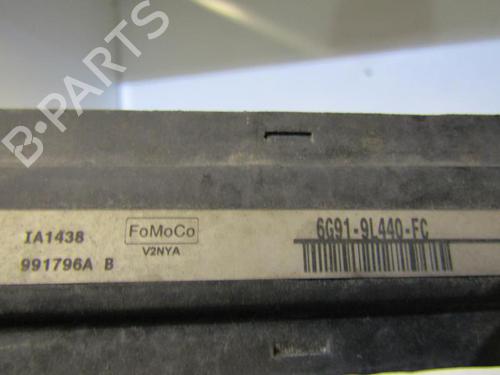 B-PARTS
IA1438
991796A B
FoMoCo
V2NYA
6G91-9L440-FC